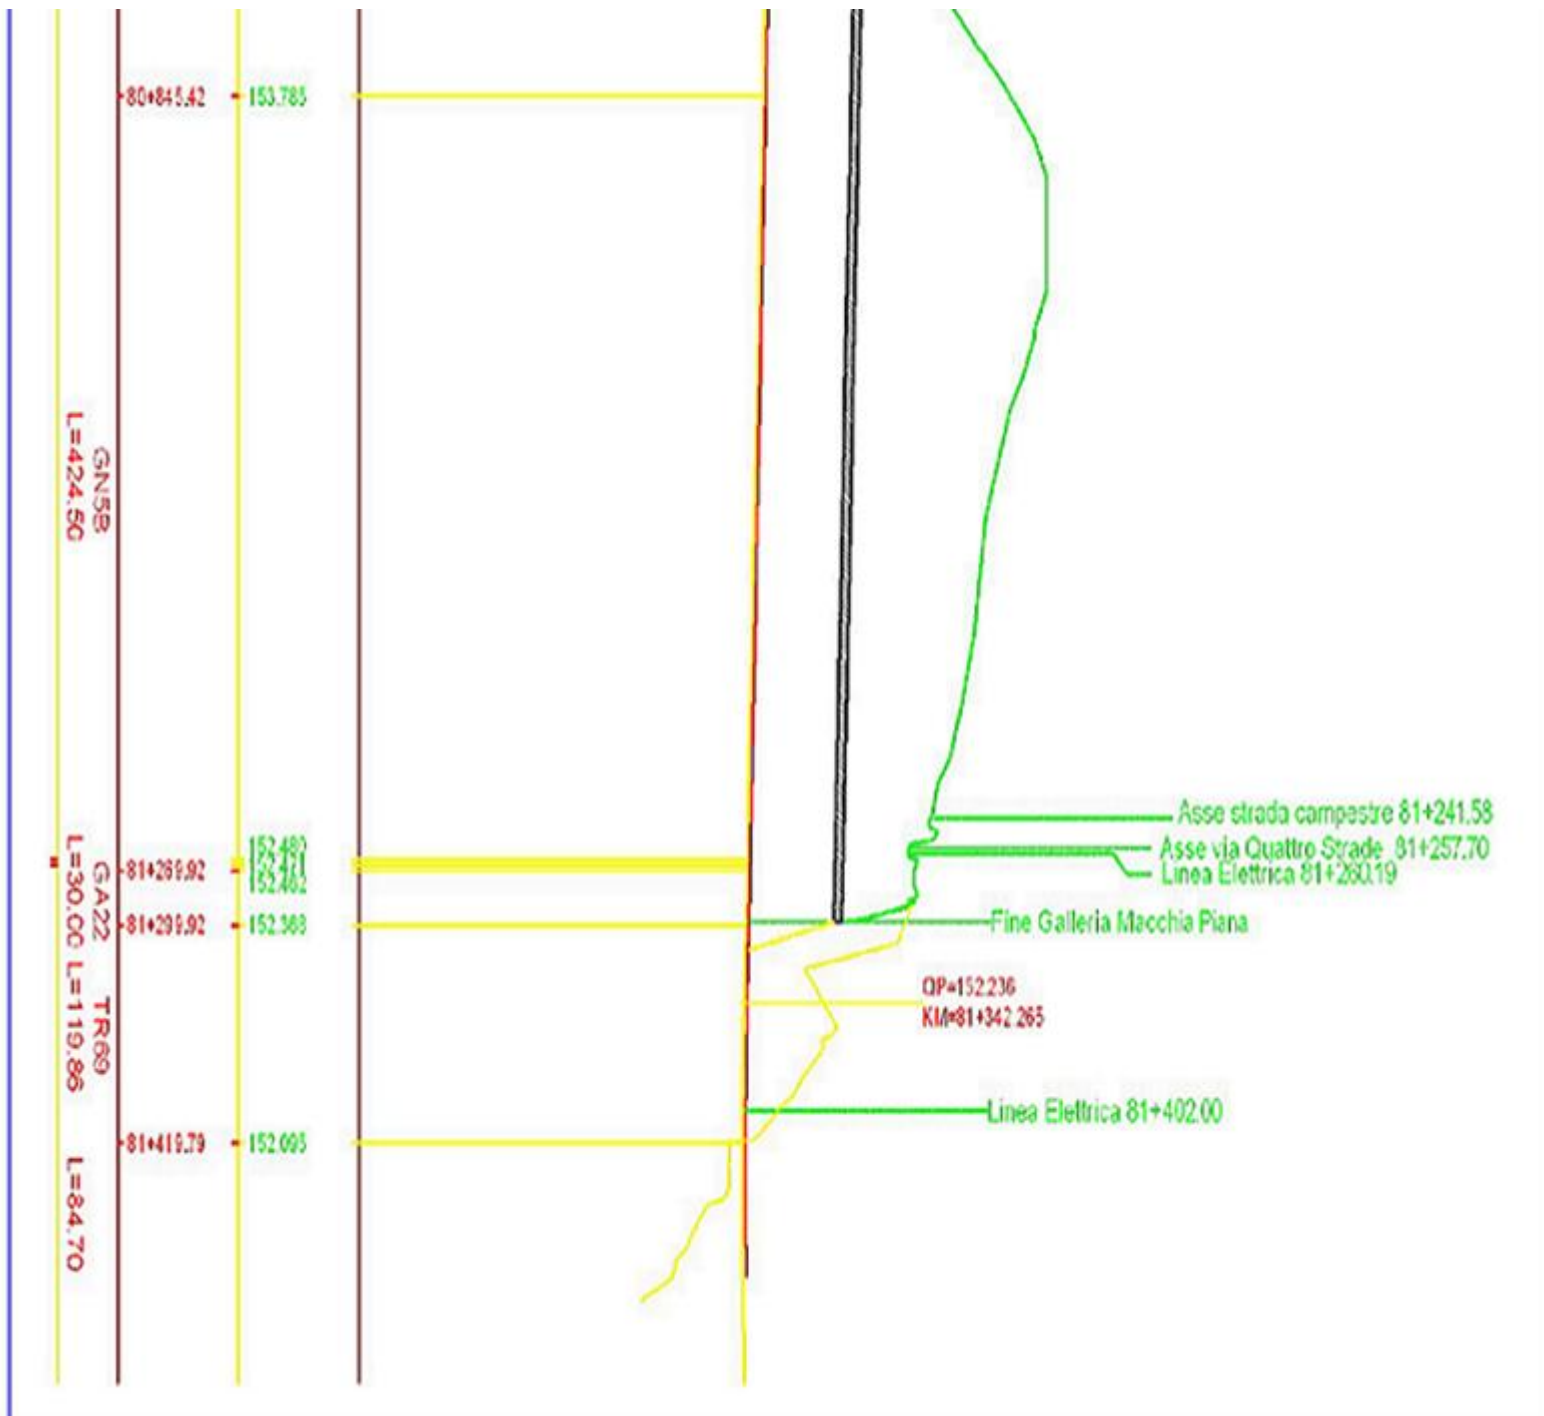 80+845.42
153.785
GN5B
L=424.50
Asse strada campestre 81+241.58
Asse via Quattro Strade 81+257.70
Linea Elettrica 81+260.19
152.480
152.471
152.462
81+269.92
GA22
L=30.00
81+299.92
152.368
Fine Galleria Macchia Piana
QP=152.236
KM=81+342.265
TR69
L=119.86
Linea Elettrica 81+402.00
81+419.79
152.095
L=84.70